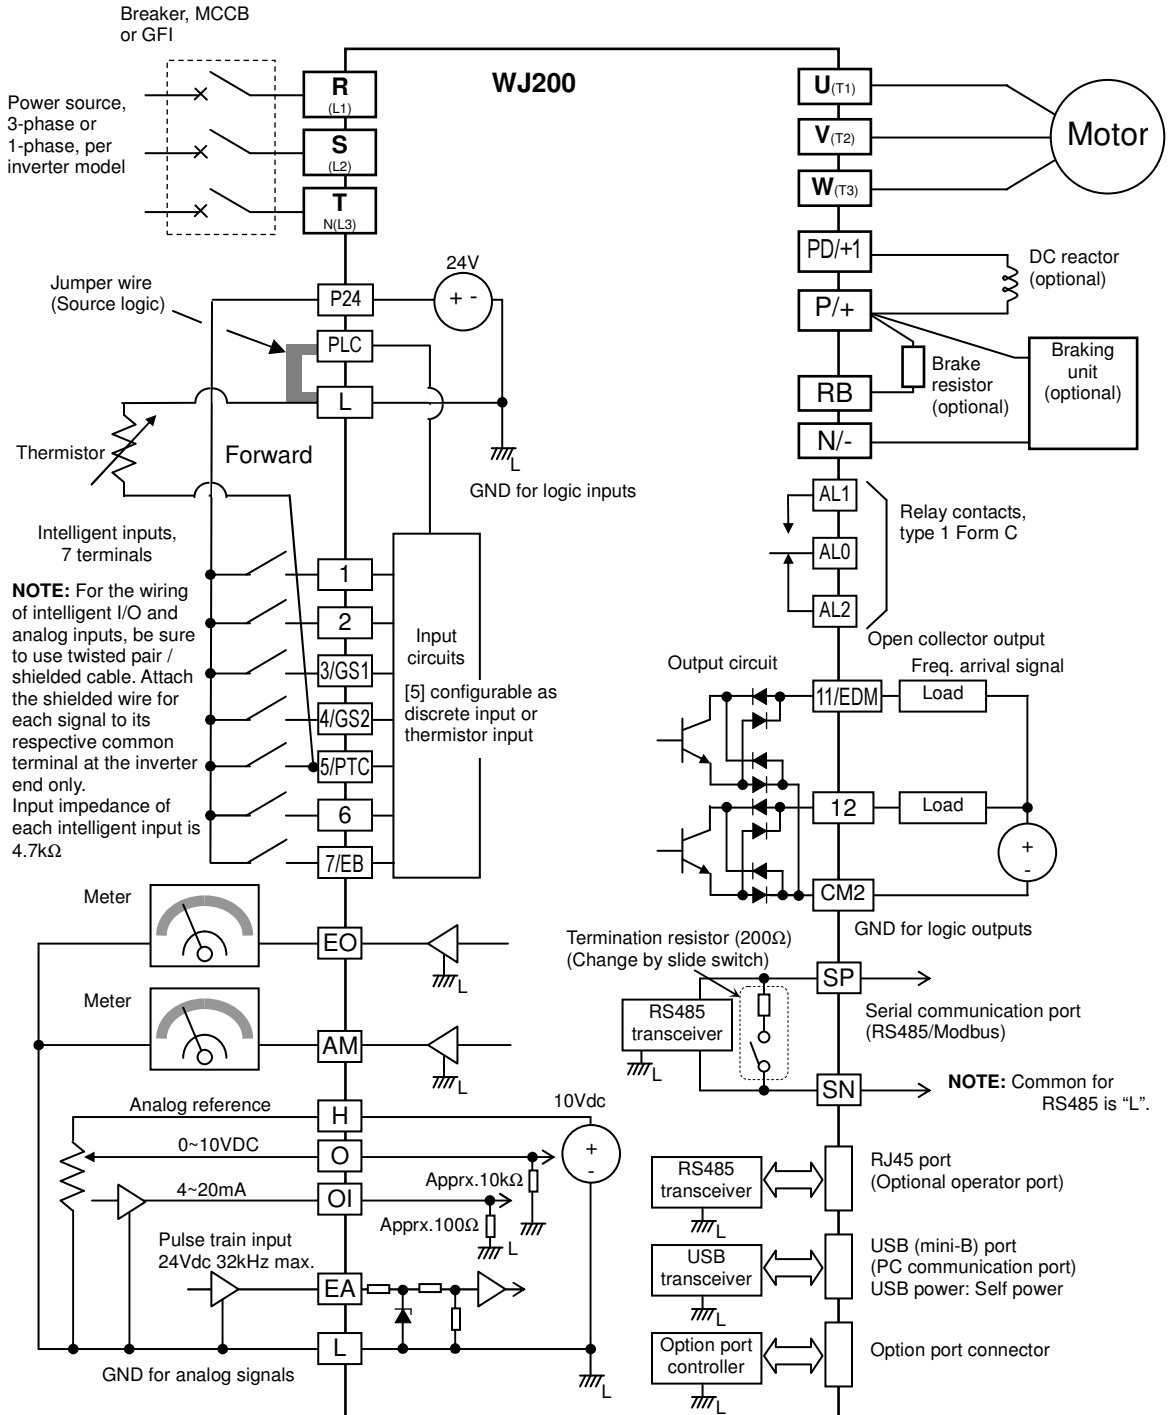 Breaker, MCCB
or GFI
Power source,
3-phase or
1-phase, per
inverter model
R
(L1)
S
(L2)
T
N(L3)
WJ200
U(T1)
V(T2)
W(T3)
Motor
PD/+1
P/+
DC reactor
(optional)
RB
N/-
Brake
resistor
(optional)
Braking
unit
(optional)
Jumper wire
(Source logic)
24V
+ -
P24
PLC
L
L
GND for logic inputs
Thermistor
Forward
AL1
AL0
AL2
Relay contacts,
type 1 Form C
Intelligent inputs,
7 terminals
NOTE: For the wiring
of intelligent I/O and
analog inputs, be sure
to use twisted pair /
shielded cable. Attach
the shielded wire for
each signal to its
respective common
terminal at the inverter
end only.
Input impedance of
each intelligent input is
4.7kΩ
1
2
3/GS1
4/GS2
5/PTC
6
7/EB
Input
circuits
[5] configurable as
discrete input or
thermistor input
Open collector output
Output circuit
Freq. arrival signal
11/EDM
Load
12
Load
+
-
CM2
GND for logic outputs
Meter
EO
L
Meter
AM
L
Termination resistor (200Ω)
(Change by slide switch)
RS485
transceiver
L
SP
SN
Serial communication port
(RS485/Modbus)
NOTE: Common for
RS485 is “L”.
Analog reference
H
10Vdc
0~10VDC
O
+
-
4~20mA
OI
Apprx.10kΩ
Apprx.100Ω
L
Pulse train input
24Vdc 32kHz max.
EA
L
GND for analog signals
L
RS485
transceiver
L
RJ45 port
(Optional operator port)
USB
transceiver
L
USB (mini-B) port
(PC communication port)
USB power: Self power
Option port
controller
L
Option port connector